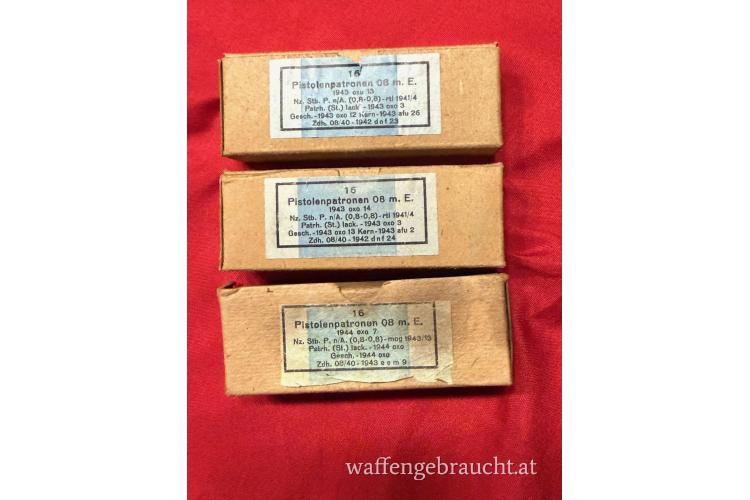 16
Pistolenpatronen 08 m. E.
1943 oxo 13
Nz. Stb. P. n/A. (0,8-0,8)-rtl 1941/4
Patrh. (St.) lack - 1943 oxo 3
Gesch. -1943 oxo 12 Kern-1943 afu 26
Zdh. 08/40 -1942 dnf 23
16
Pistolenpatronen 08 m. E.
1943 oxo 14
Nz. Stb. P. n/A. (0,8-0,8)-rtl 1941/4
Patrh. (St.) lack. -1943 oxo 3
Gesch. -1943 oxo 13 Kern-1943 afu 2
Zdh. 08/40 -1942 dnf 24
16
Pistolenpatronen 08 m. E.
1944 oxo 7
Nz. Stb. P. n/A. (0,8-0,8)-mog 1943/13
Patrh. (St.) lack. -1944 oxo
Gesch. -1944 oxo
Zdh. 08/40 -1943 eem 9
waffengebraucht.at